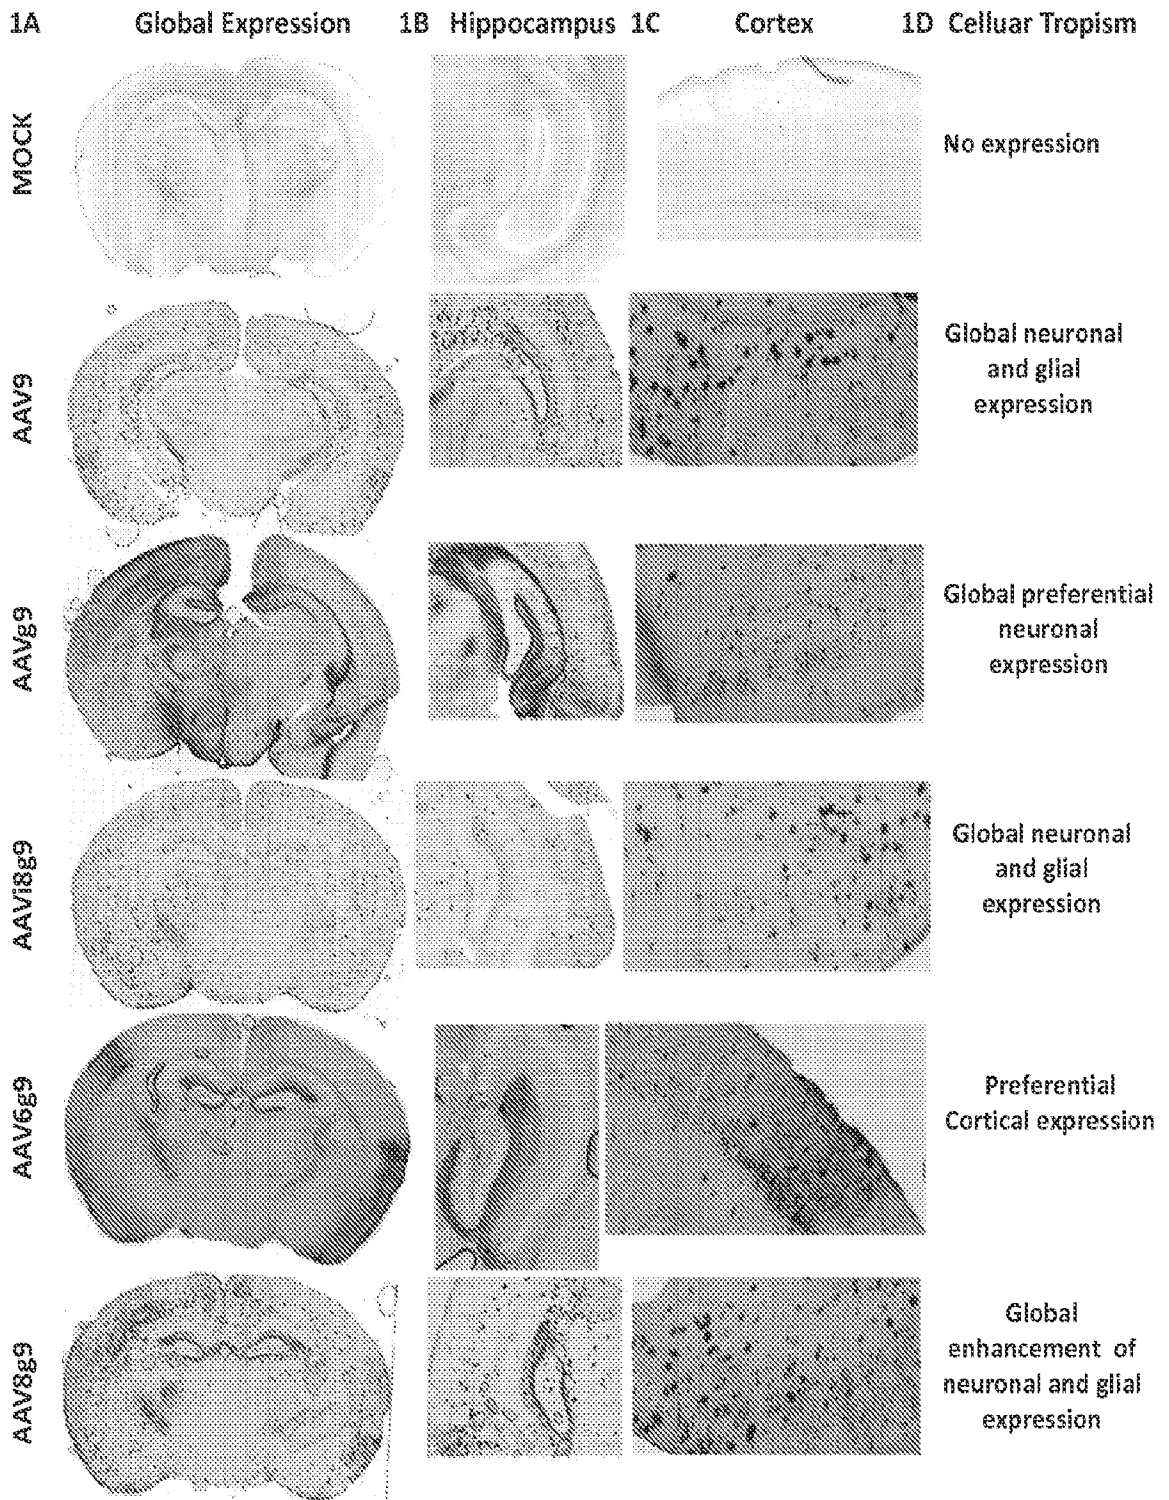 1A Global Expression 1B Hippocampus 1C Cortex 1D Celluar Tropism
MOCK
No expression
AAV9
Global neuronal
and glial
expression
AAVg9
Global preferential
neuronal
expression
AAVi8g9
Global neuronal
and glial
expression
AAV6g9
Preferential
Cortical expression
AAV8g9
Global
enhancement of
neuronal and glial
expression